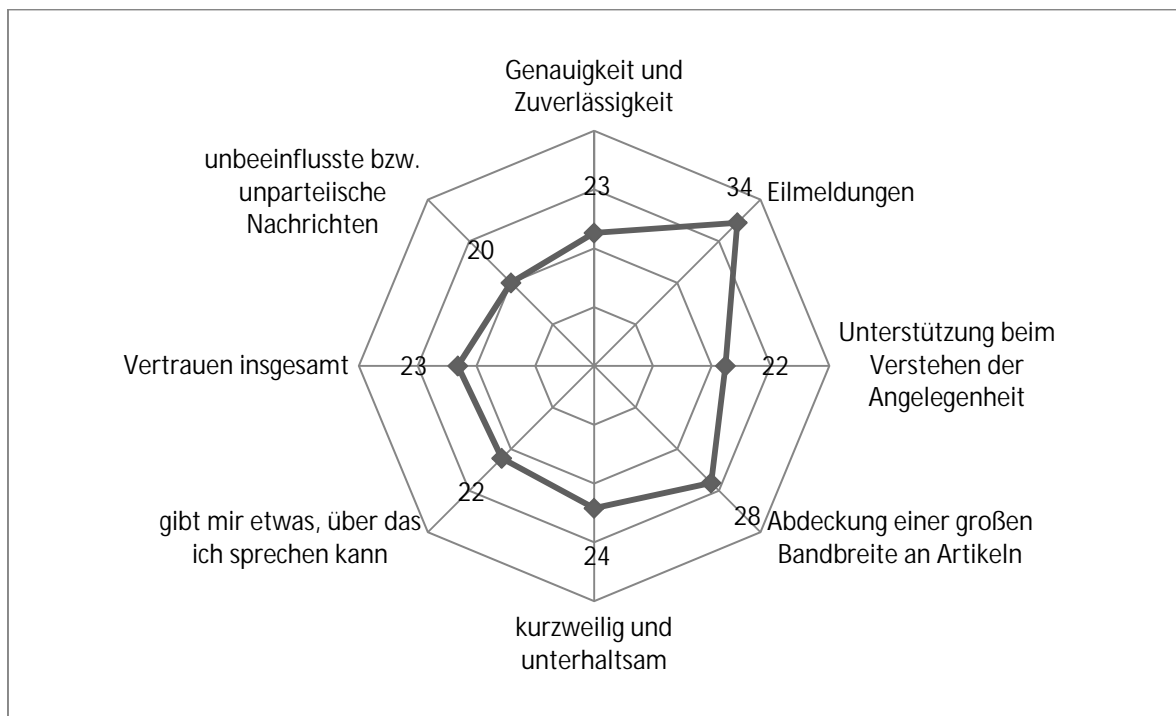 Genauigkeit und
Zuverlässigkeit
23
34
Eilmeldungen
Unterstützung beim
Verstehen der
Angelegenheit
22
Abdeckung einer großen
Bandbreite an Artikeln
28
24
kurzweilig und
unterhaltsam
22
gibt mir etwas, über das
ich sprechen kann
Vertrauen insgesamt
23
unbeeinflusste bzw.
unparteiische
Nachrichten
20